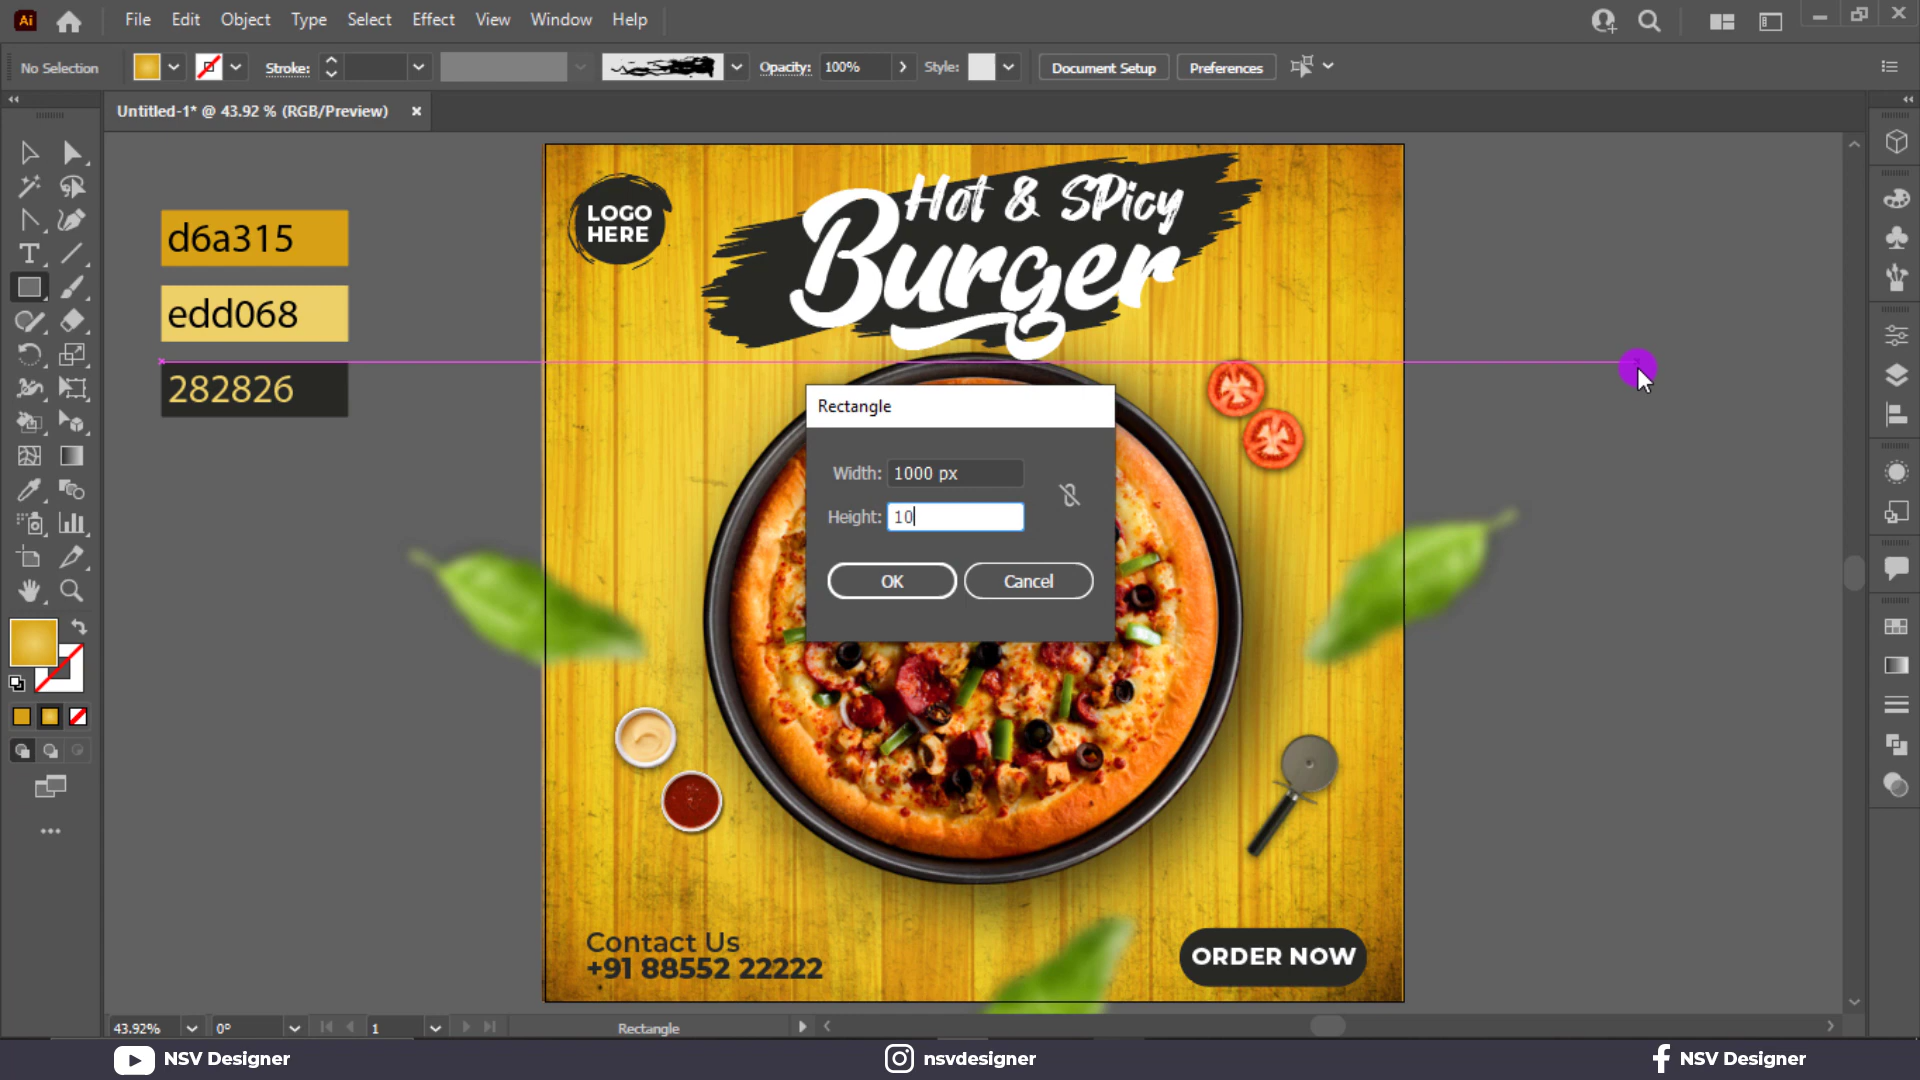 Ai File Edit Object Type Select Effect View Window Help
No Selection Stroke: Opacity: 100% Style: Document Setup Preferences
Untitled-1* @ 43.92 % (RGB/Preview)
d6a315
edd068
282826
LOGO
HERE
Hot & SPicy
Burger
Rectangle
Width: 1000 px
Height: 10
OK Cancel
Contact Us
+91 88552 22222
ORDER NOW
43.92% 0° 1 Rectangle
NSV Designer nsvdesigner NSV Designer